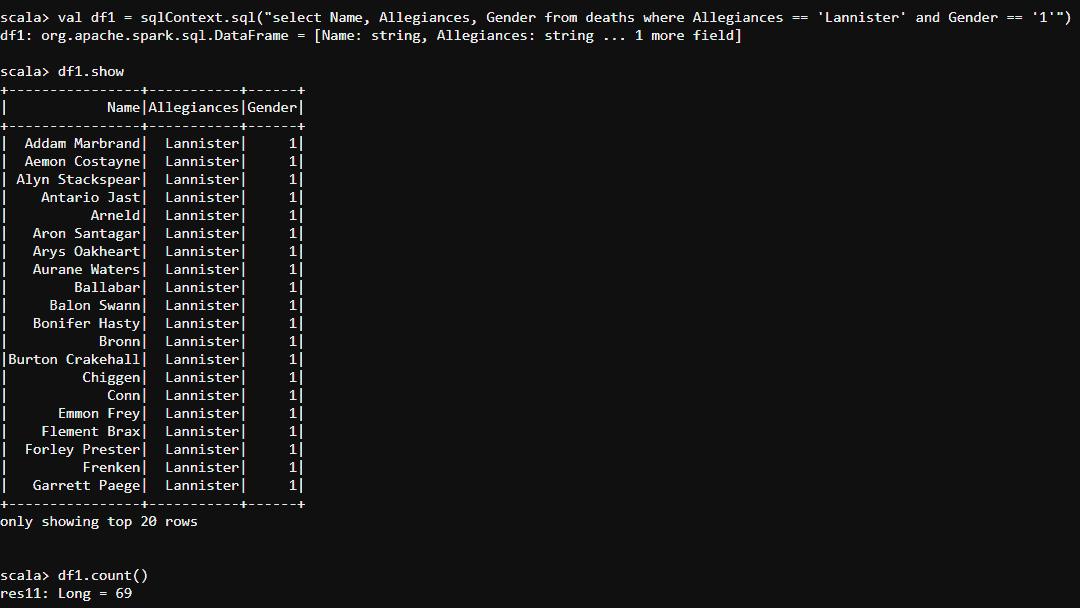 scala> val df1 = sqlContext.sql("select Name, Allegiances, Gender from deaths where Allegiances == 'Lannister' and Gender == '1'")
df1: org.apache.spark.sql.DataFrame = [Name: string, Allegiances: string ... 1 more field]
scala> df1.show
+----------------+-----------+------+
|            Name|Allegiances|Gender|
+----------------+-----------+------+
|  Addam Marbrand|  Lannister|     1|
|  Aemon Costayne|  Lannister|     1|
| Alyn Stackspear|  Lannister|     1|
|    Antario Jast|  Lannister|     1|
|          Arneld|  Lannister|     1|
|   Aron Santagar|  Lannister|     1|
|   Arys Oakheart|  Lannister|     1|
|   Aurane Waters|  Lannister|     1|
|        Ballabar|  Lannister|     1|
|     Balon Swann|  Lannister|     1|
|   Bonifer Hasty|  Lannister|     1|
|           Bronn|  Lannister|     1|
|Burton Crakehall|  Lannister|     1|
|         Chiggen|  Lannister|     1|
|            Conn|  Lannister|     1|
|      Emmon Frey|  Lannister|     1|
|    Flement Brax|  Lannister|     1|
|  Forley Prester|  Lannister|     1|
|         Frenken|  Lannister|     1|
|   Garrett Paege|  Lannister|     1|
+----------------+-----------+------+
only showing top 20 rows
scala> df1.count()
res11: Long = 69